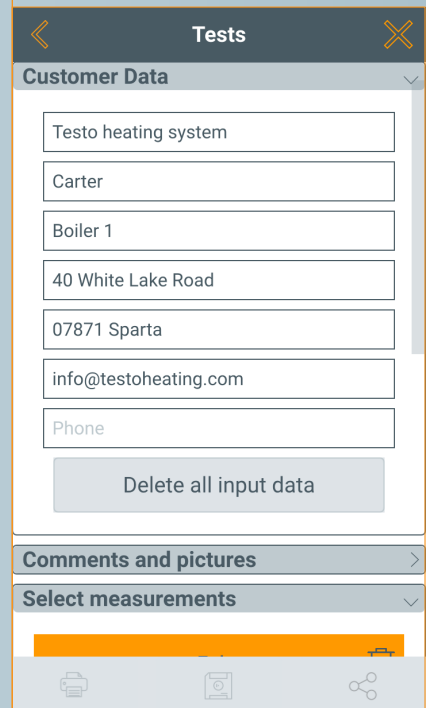 Tests
Customer Data
Testo heating system
Carter
Boiler 1
40 White Lake Road
07871 Sparta
info@testoheating.com
Phone
Delete all input data
Comments and pictures
Select measurements